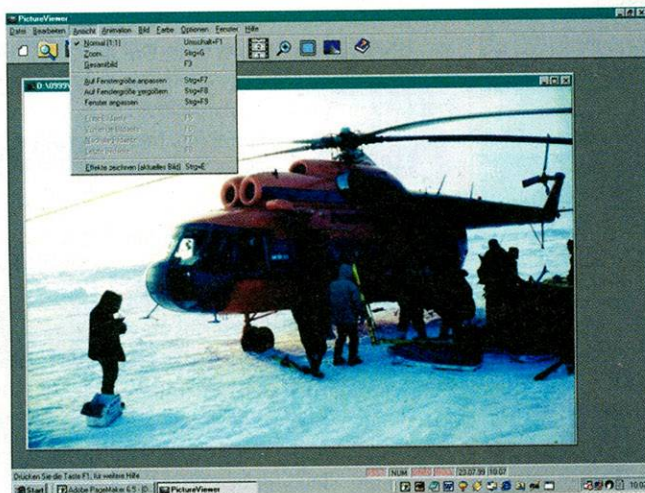 PictureViewer
Datei Bearbeiten Ansicht Animation Bild Farbe Optionen Fenster Hilfe
Normal (1:1) Umschalt+F1
Zoom... Strg+G
Gesamtbild F3
Auf Fenstergröße anpassen Strg+F7
Auf Fenstergröße vergrößern Strg+F8
Fenster anpassen Strg+F9
Effekte zeichnen (aktuelles Bild) Strg+E
Drücken Sie die Taste F1, für weitere Hilfe
NUM 23.07.99 10:07
Start Adobe PageMaker 6.5 - [D... PictureViewer 10:07